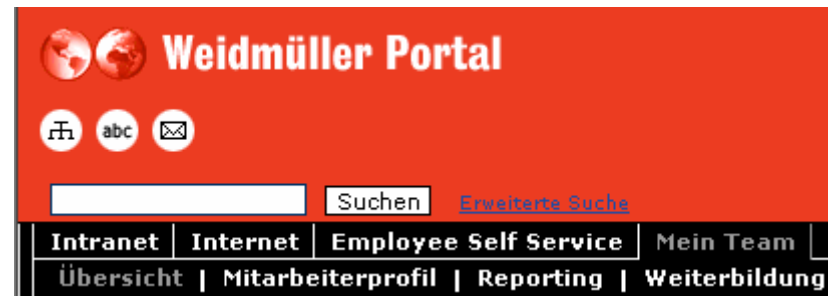 Weidmüller Portal
abc
Suchen Erweiterte Suche
Intranet | Internet | Employee Self Service | Mein Team |
Übersicht | Mitarbeiterprofil | Reporting | Weiterbildung